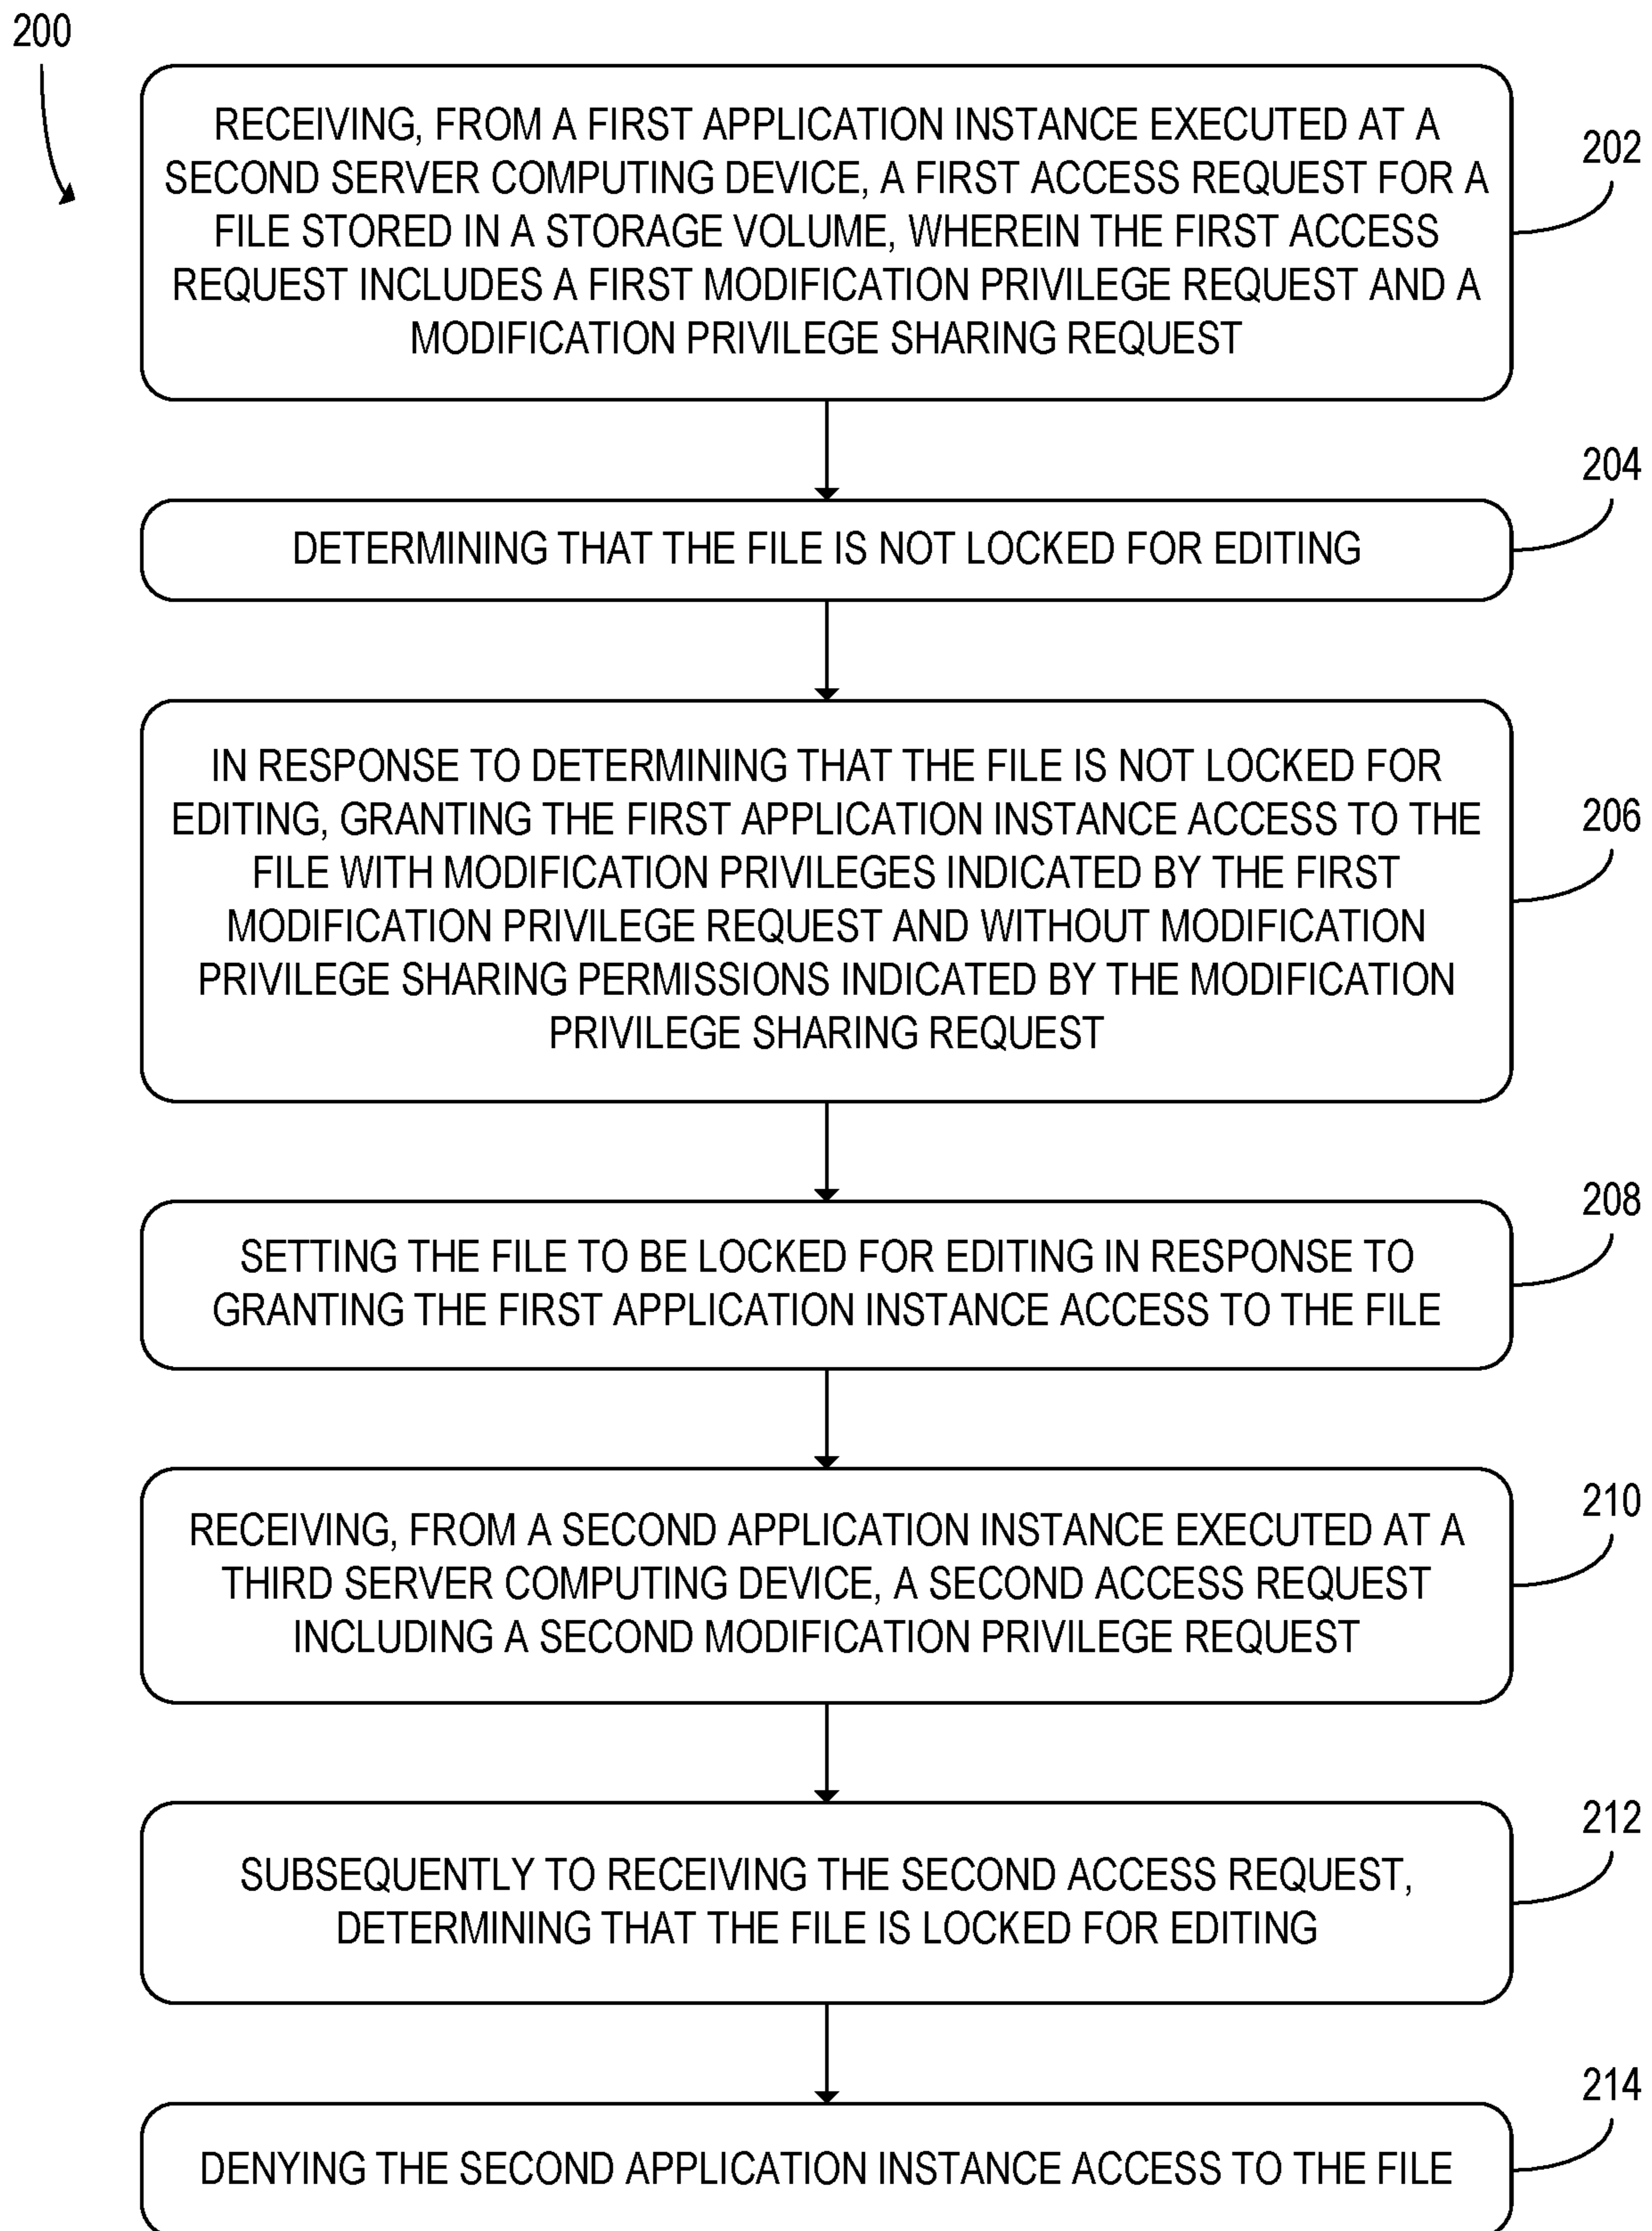 200
RECEIVING, FROM A FIRST APPLICATION INSTANCE EXECUTED AT A
SECOND SERVER COMPUTING DEVICE, A FIRST ACCESS REQUEST FOR A
FILE STORED IN A STORAGE VOLUME, WHEREIN THE FIRST ACCESS
REQUEST INCLUDES A FIRST MODIFICATION PRIVILEGE REQUEST AND A
MODIFICATION PRIVILEGE SHARING REQUEST
202
204
DETERMINING THAT THE FILE IS NOT LOCKED FOR EDITING
IN RESPONSE TO DETERMINING THAT THE FILE IS NOT LOCKED FOR
EDITING, GRANTING THE FIRST APPLICATION INSTANCE ACCESS TO THE
FILE WITH MODIFICATION PRIVILEGES INDICATED BY THE FIRST
MODIFICATION PRIVILEGE REQUEST AND WITHOUT MODIFICATION
PRIVILEGE SHARING PERMISSIONS INDICATED BY THE MODIFICATION
PRIVILEGE SHARING REQUEST
206
208
SETTING THE FILE TO BE LOCKED FOR EDITING IN RESPONSE TO
GRANTING THE FIRST APPLICATION INSTANCE ACCESS TO THE FILE
210
RECEIVING, FROM A SECOND APPLICATION INSTANCE EXECUTED AT A
THIRD SERVER COMPUTING DEVICE, A SECOND ACCESS REQUEST
INCLUDING A SECOND MODIFICATION PRIVILEGE REQUEST
212
SUBSEQUENTLY TO RECEIVING THE SECOND ACCESS REQUEST,
DETERMINING THAT THE FILE IS LOCKED FOR EDITING
214
DENYING THE SECOND APPLICATION INSTANCE ACCESS TO THE FILE